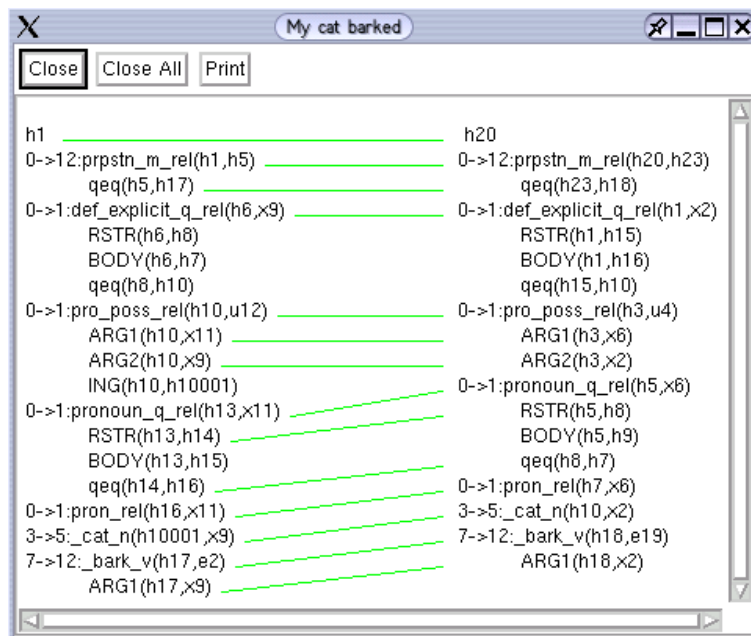 My cat barked
Close Close All Print
h1 h20
0->12:prpstn_m_rel(h1,h5) 0->12:prpstn_m_rel(h20,h23)
qeq(h5,h17) qeq(h23,h18)
0->1:def_explicit_q_rel(h6,x9) 0->1:def_explicit_q_rel(h1,x2)
RSTR(h6,h8) RSTR(h1,h15)
BODY(h6,h7) BODY(h1,h16)
qeq(h8,h10) qeq(h15,h10)
0->1:pro_poss_rel(h10,u12) 0->1:pro_poss_rel(h3,u4)
ARG1(h10,x11) ARG1(h3,x6)
ARG2(h10,x9) ARG2(h3,x2)
ING(h10,h10001) 0->1:pronoun_q_rel(h5,x6)
0->1:pronoun_q_rel(h13,x11) RSTR(h5,h8)
RSTR(h13,h14) BODY(h5,h9)
BODY(h13,h15) qeq(h8,h7)
qeq(h14,h16) 0->1:pron_rel(h7,x6)
0->1:pron_rel(h16,x11) 3->5:_cat_n(h10,x2)
3->5:_cat_n(h10001,x9) 7->12:_bark_v(h18,e19)
7->12:_bark_v(h17,e2) ARG1(h18,x2)
ARG1(h17,x9)